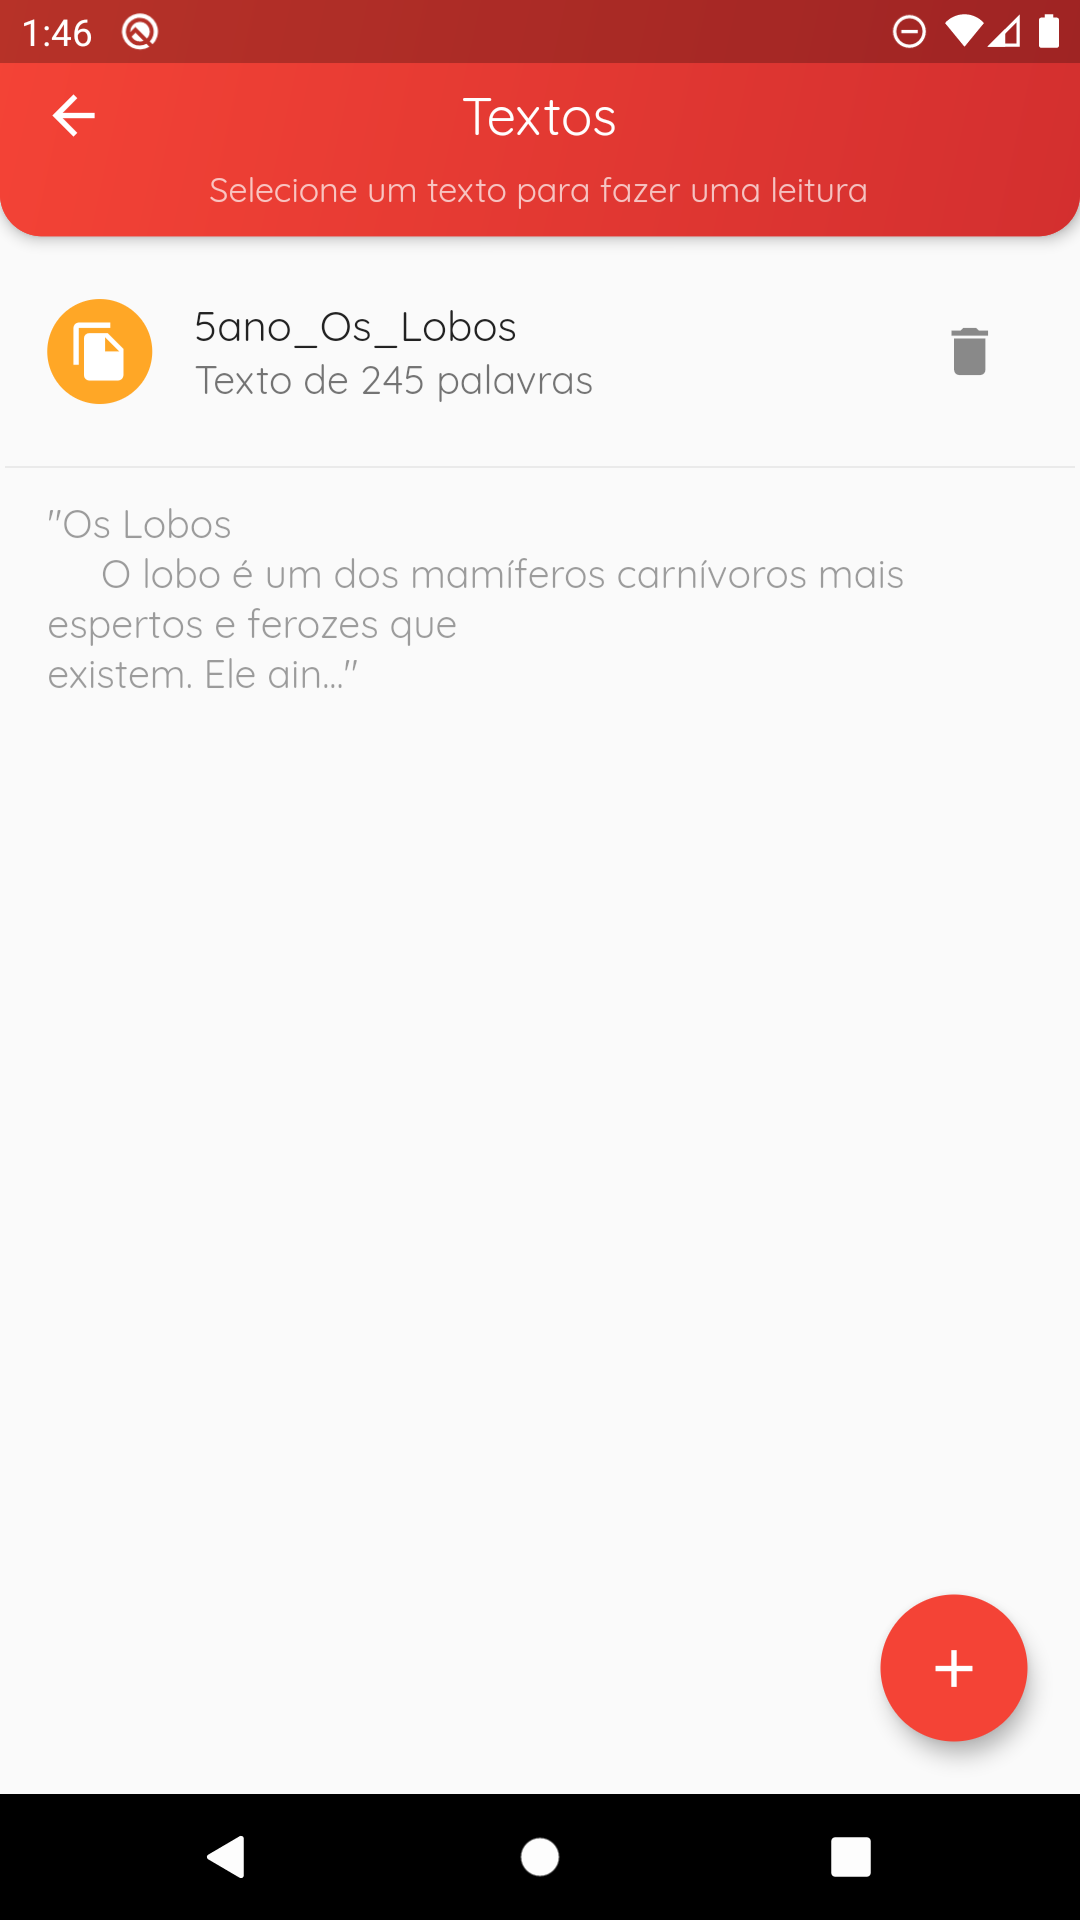 1:46
Textos
Selecione um texto para fazer uma leitura
5ano_Os_Lobos
Texto de 245 palavras
"Os Lobos
O lobo é um dos mamíferos carnívoros mais
espertos e ferozes que
existem. Ele ain..."